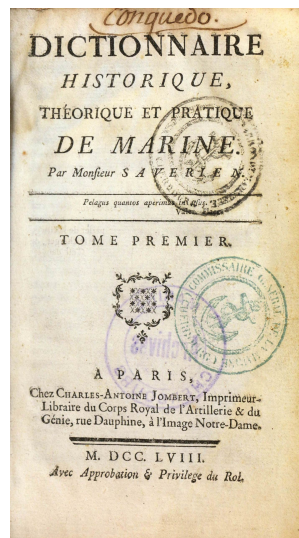 Conquedo.
DICTIONNAIRE
HISTORIQUE,
THÉORIQUE ET PRATIQUE
DE MARINE.
Par Monsieur SAVERIEN.
Pelagus quantos aperimus in usus.
TOME PREMIER.
A PARIS,
Chez CHARLES-ANTOINE JOMBERT, Imprimeur-
Libraire du Corps Royal de l'Artillerie & du
Génie, rue Dauphine, à l'Image Notre-Dame.
M. DCC. LVIII.
Avec Approbation & Privilege du Roi.